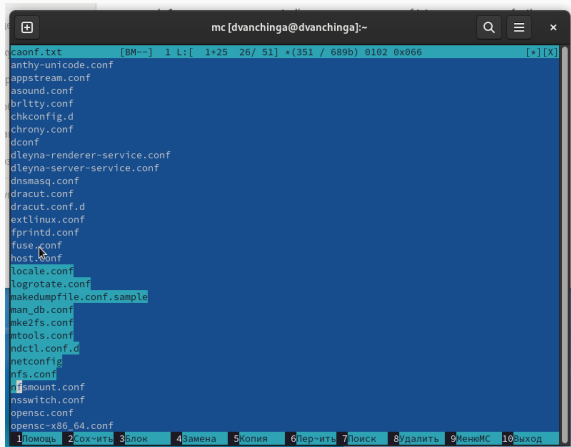 mc [dvanchinga@dvanchinga]:~
caonf.txt [BM--] 1 L:[ 1+25 26/ 51] *(351 / 689b) 0102 0x066 [*][X]
anthy-unicode.conf
appstream.conf
asound.conf
brltty.conf
chkconfig.d
chrony.conf
dconf
dleyna-renderer-service.conf
dleyna-server-service.conf
dnsmasq.conf
dracut.conf
dracut.conf.d
extlinux.conf
fprintd.conf
fuse.conf
host.conf
locale.conf
logrotate.conf
makedumpfile.conf.sample
man_db.conf
mke2fs.conf
mtools.conf
ndctl.conf.d
netconfig
nfs.conf
nfsmount.conf
nsswitch.conf
opensc.conf
opensc-x86_64.conf
1Помощь 2Сох~ить 3Блок 4Замена 5Копия 6Пер~ить 7Поиск 8Удалить 9МенюMC 10Выход